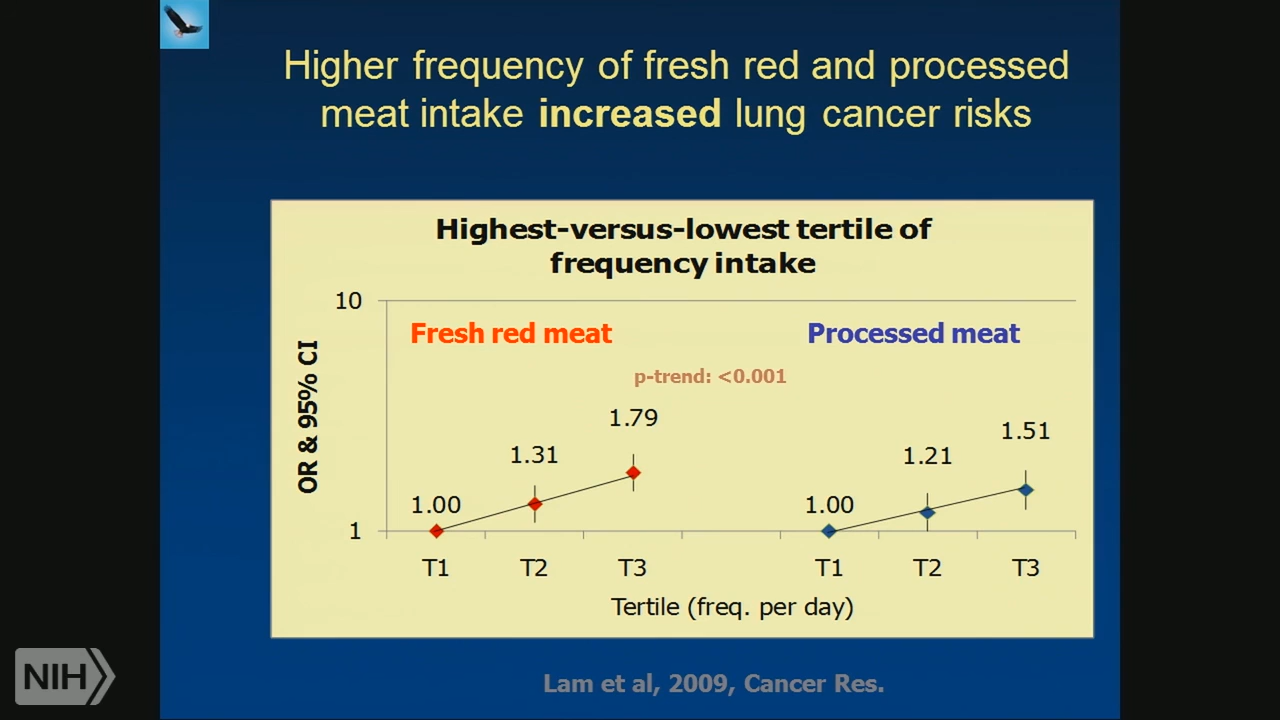 Higher frequency of fresh red and processed
meat intake increased lung cancer risks
Highest-versus-lowest tertile of
frequency intake
10
Fresh red meat
Processed meat
p-trend: <0.001
OR & 95% CI
1.00
1.31
1.79
1.00
1.21
1.51
1
T1
T2
T3
T1
T2
T3
Tertile (freq. per day)
NIH
Lam et al, 2009, Cancer Res.